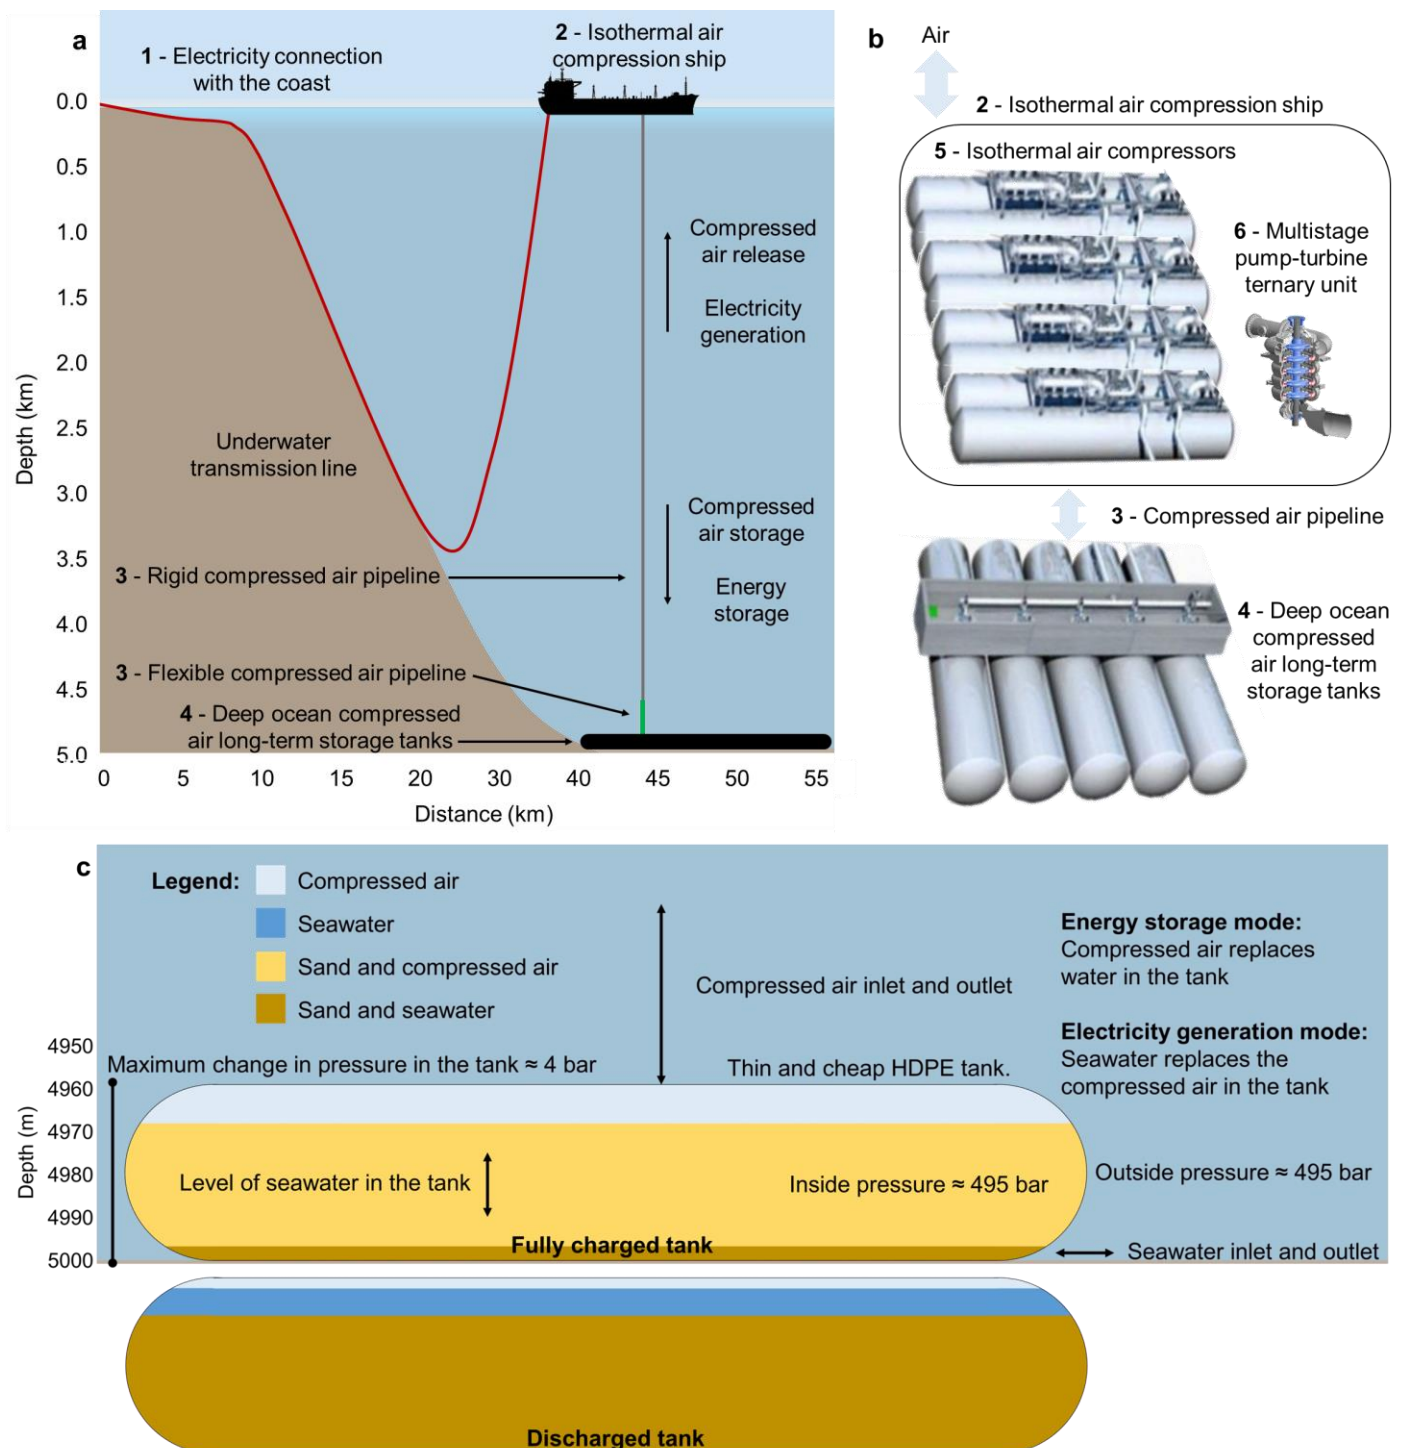 a
1 - Electricity connection
with the coast
2 - Isothermal air
compression ship
0.0
0.5
1.0
1.5
2.0
2.5
3.0
3.5
4.0
4.5
5.0
Depth (km)
Compressed
air release
Electricity
generation
Underwater
transmission line
Compressed
air storage
Energy
storage
3 - Rigid compressed air pipeline
3 - Flexible compressed air pipeline
4 - Deep ocean compressed
air long-term storage tanks
0 5 10 15 20 30 40 45 50 55
Distance (km)
b
Air
2 - Isothermal air compression ship
5 - Isothermal air compressors
6 - Multistage
pump-turbine
ternary unit
3 - Compressed air pipeline
4 - Deep ocean
compressed
air long-term
storage tanks
c
Legend:
Compressed air
Seawater
Sand and compressed air
Sand and seawater
Compressed air inlet and outlet
Energy storage mode:
Compressed air replaces
water in the tank
Electricity generation mode:
Seawater replaces the
compressed air in the tank
4950
4960
4970
4980
4990
5000
Depth (m)
Maximum change in pressure in the tank ≈ 4 bar
Thin and cheap HDPE tank.
Level of seawater in the tank
Inside pressure ≈ 495 bar
Outside pressure ≈ 495 bar
Fully charged tank
Seawater inlet and outlet
Discharged tank